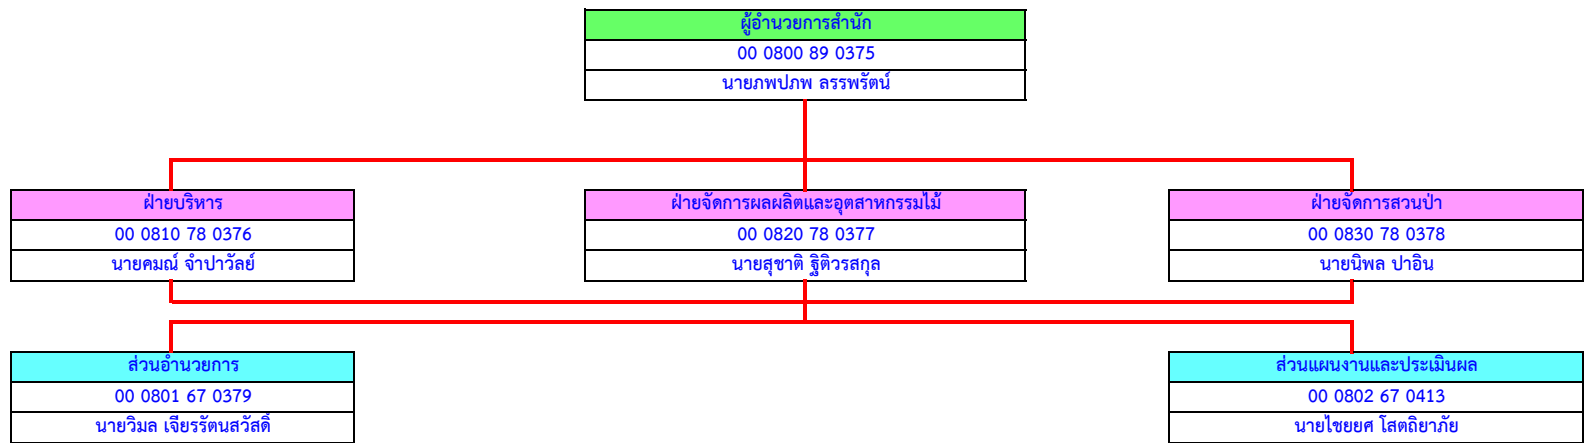 ผู้อำนวยการสำนัก
00 0800 89 0375
นายภพปภพ ลรรพรัตน์
ฝ่ายบริหาร
00 0810 78 0376
นายคมณ์ จำปาวัลย์
ฝ่ายจัดการผลผลิตและอุตสาหกรรมไม้
00 0820 78 0377
นายสุชาติ ฐิติวรสกุล
ฝ่ายจัดการสวนป่า
00 0830 78 0378
นายนิพล ปาอิน
ส่วนอำนวยการ
00 0801 67 0379
นายวิมล เจียรรัตนสวัสดิ์
ส่วนแผนงานและประเมินผล
00 0802 67 0413
นายไชยยศ โสตถิยาภัย